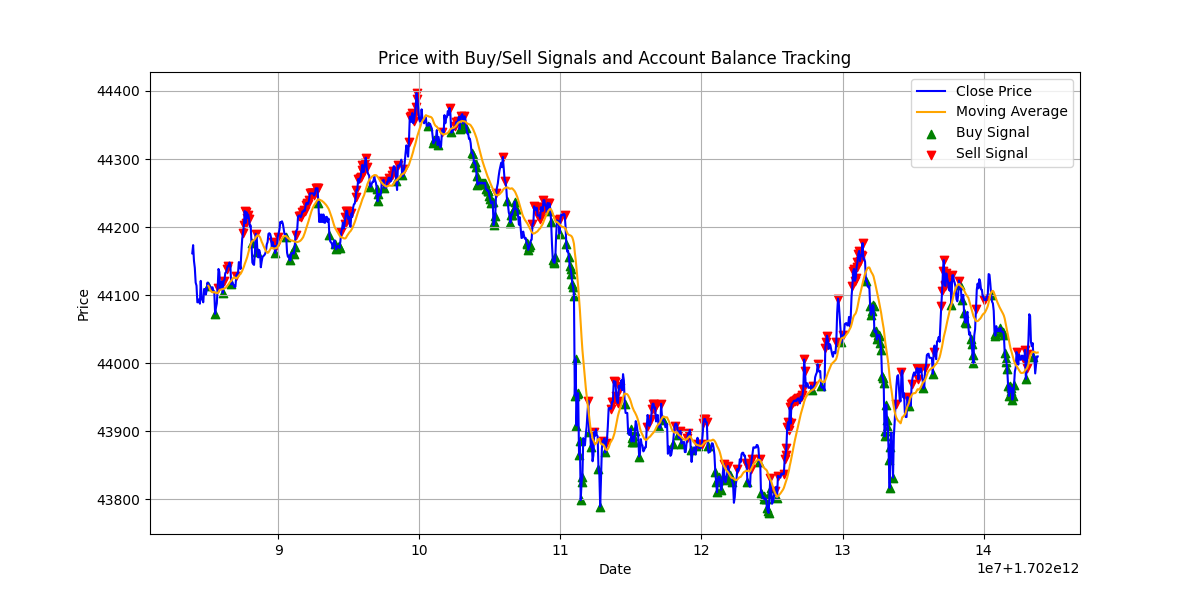 Price with Buy/Sell Signals and Account Balance Tracking
Close Price
Moving Average
Buy Signal
Sell Signal
44400
44300
44200
44100
44000
43900
43800
Price
9 10 11 12 13 14
Date
1e7+1.702e12